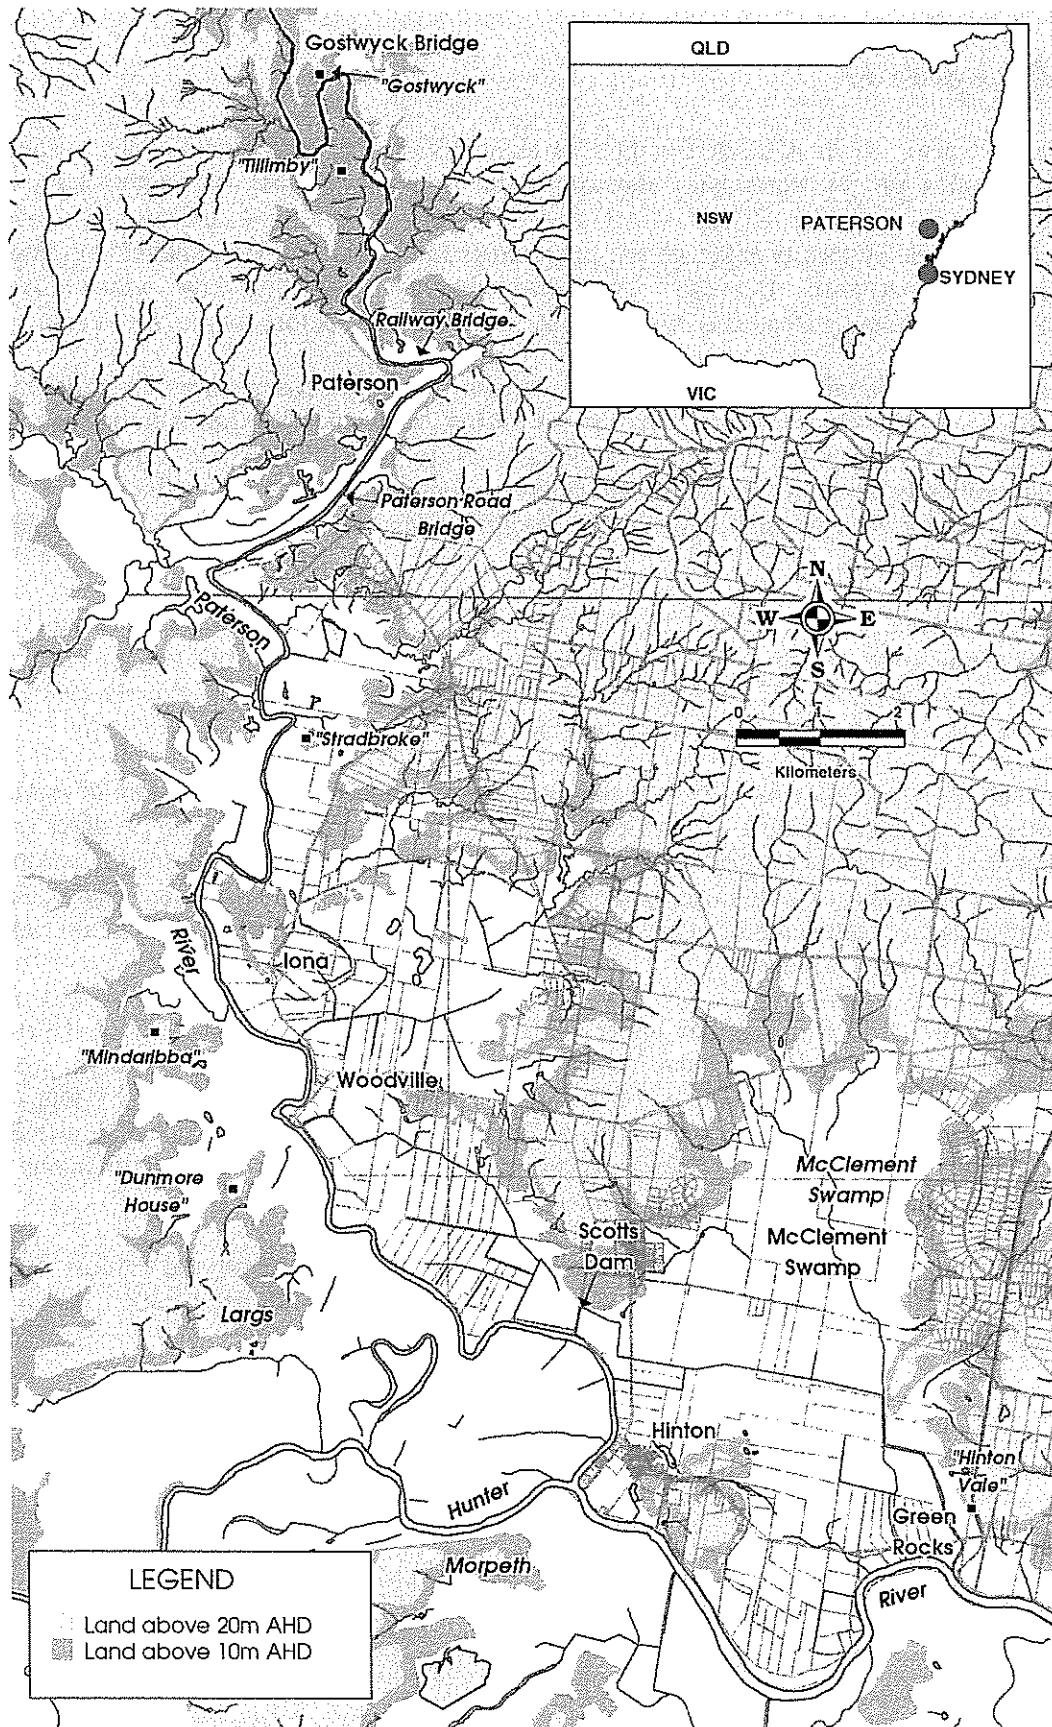 Gostwyck Bridge
"Gostwyck"
"Tillimby"
QLD
NSW
PATERSON
SYDNEY
VIC
Railway Bridge
Paterson
Paterson Road
Bridge
N
W
E
S
Paterson
0 1 2
Kilometers
"Stradbroke"
River
Iona
"Mindaribba"
Woodville
McClement
Swamp
"Dunmore
House"
Scotts
Dam
McClement
Swamp
Largs
Hinton
"Hinton
Vale"
Hunter
Green
Rocks
Morpeth
River
LEGEND
Land above 20m AHD
Land above 10m AHD